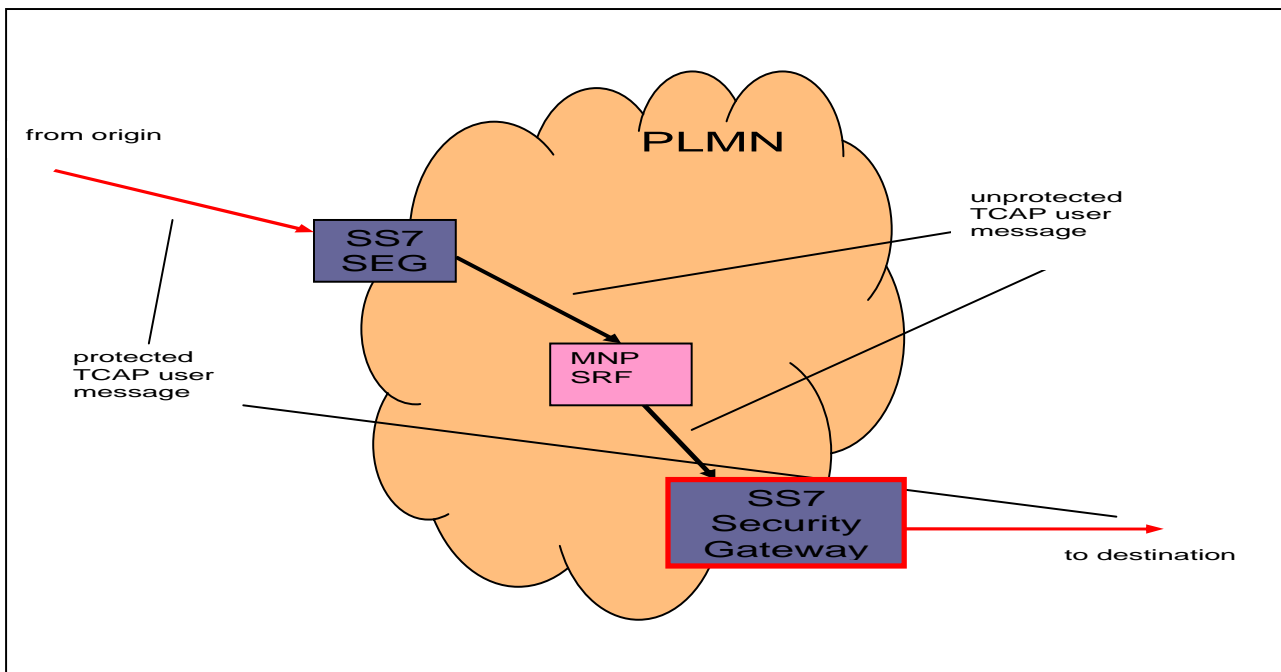 PLMN
from origin
unprotected
TCAP user
message
SS7
SEG
protected
TCAP user
message
MNP
SRF
SS7
Security
Gateway
to destination